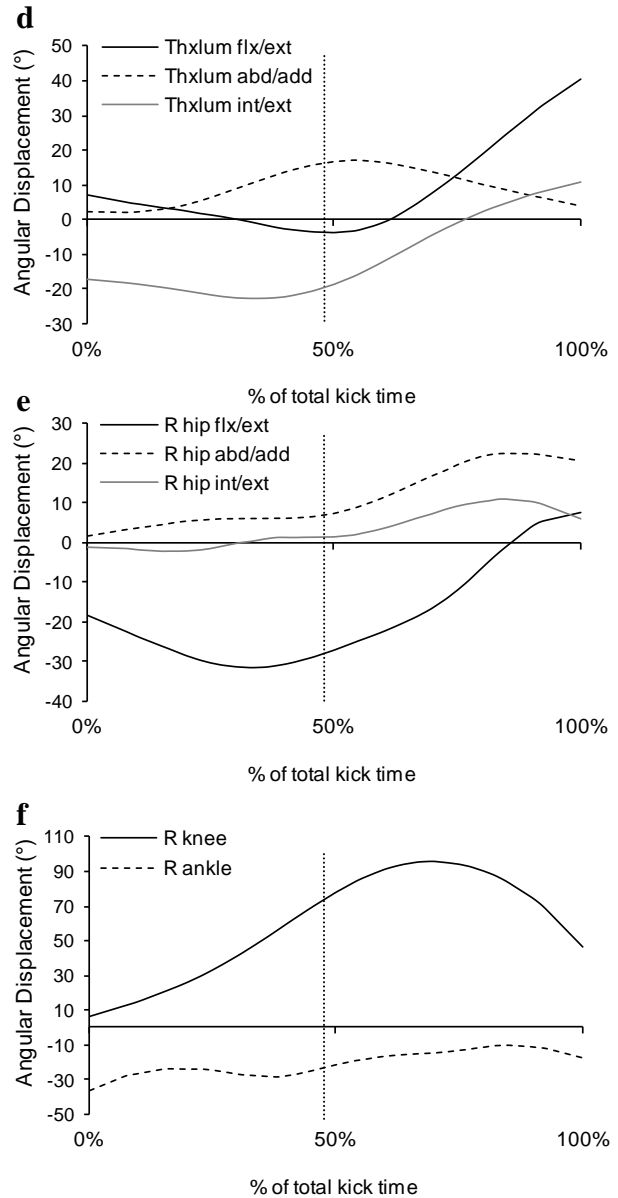 d
Angular Displacement (°)
50
40
30
20
10
0
-10
-20
-30
Thxlum flx/ext
Thxlum abd/add
Thxlum int/ext
0%
50%
100%
% of total kick time
e
Angular Displacement (°)
30
20
10
0
-10
-20
-30
-40
R hip flx/ext
R hip abd/add
R hip int/ext
0%
50%
100%
% of total kick time
f
Angular Displacement (°)
110
90
70
50
30
10
-10
-30
-50
R knee
R ankle
0%
50%
100%
% of total kick time